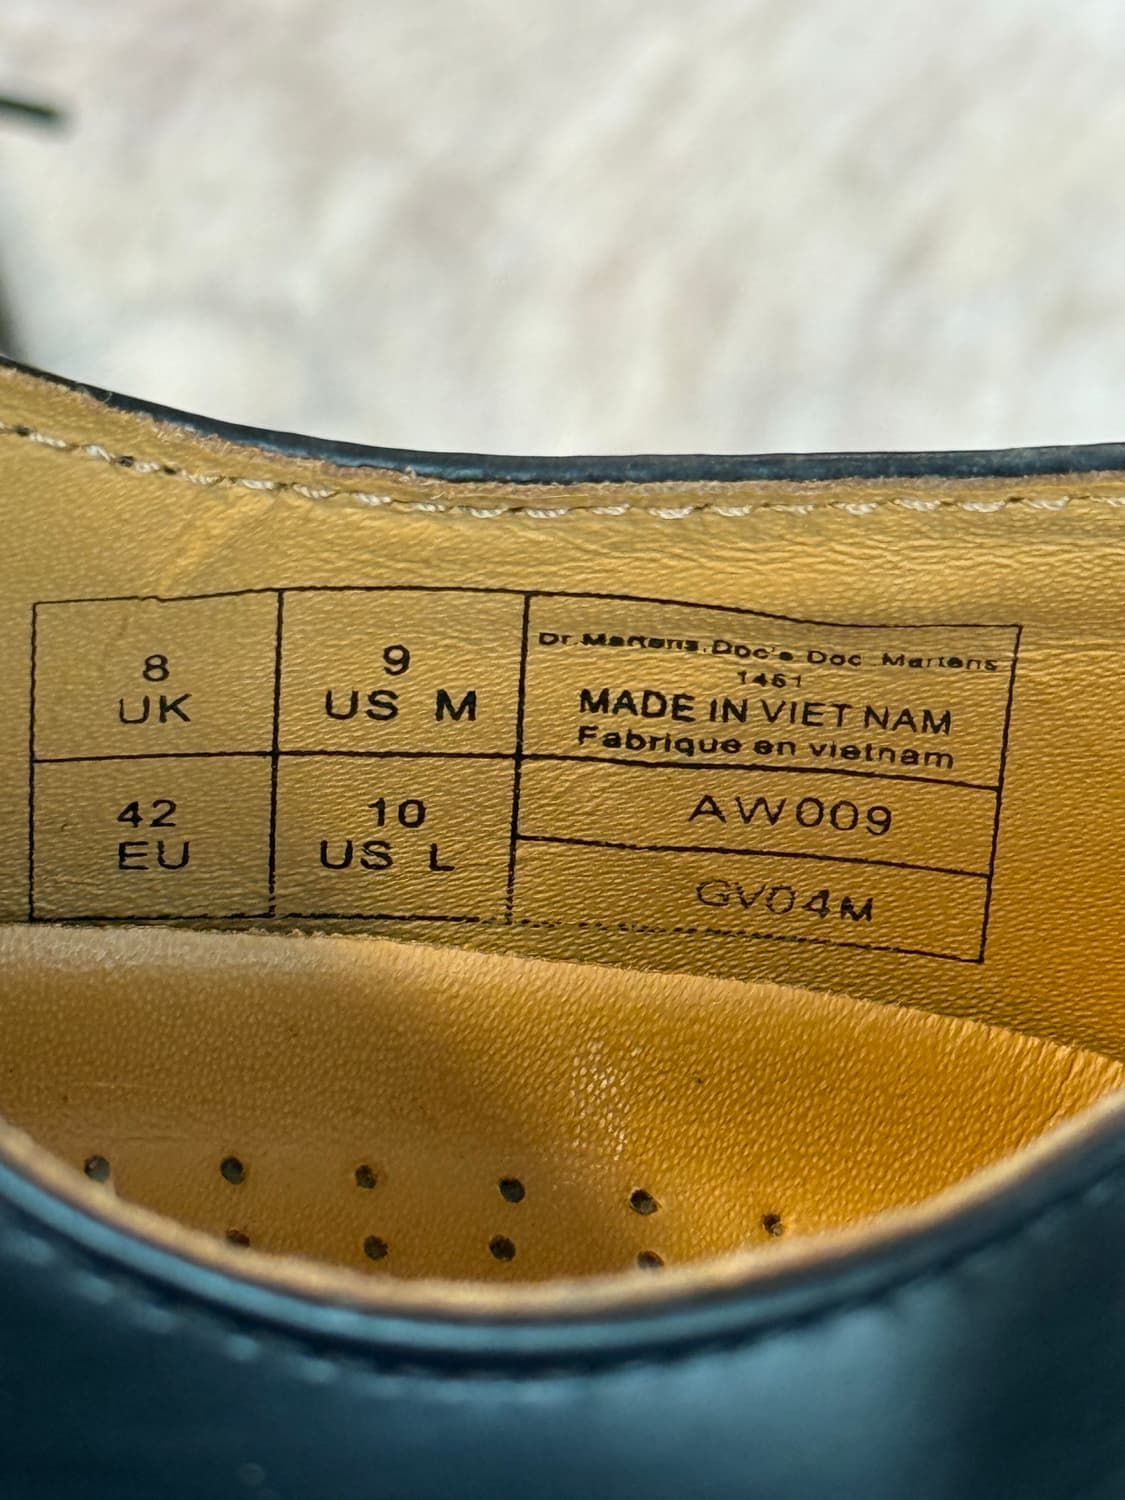 8
UK
9
US M
42
EU
10
US L
Dr. Martens. Doc's Doc Martens
1461
MADE IN VIET NAM
Fabrique en vietnam
AW009
GV04M